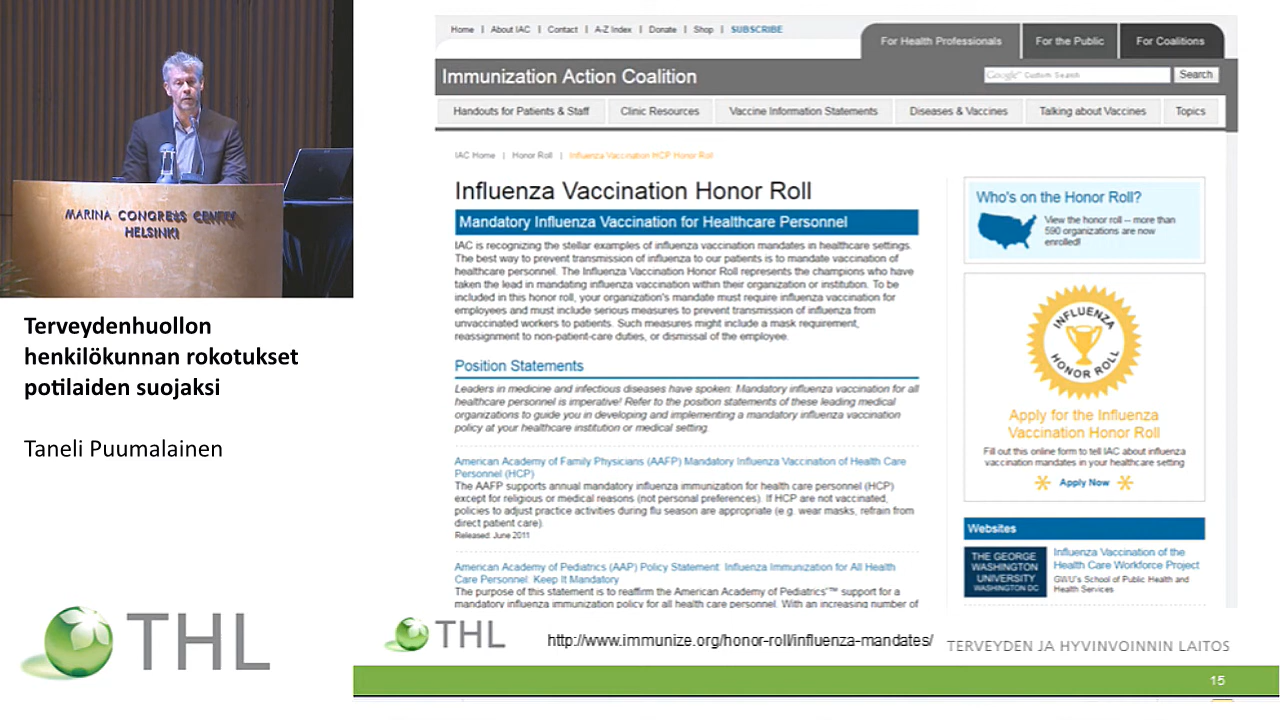 MARINA CONGRESS CENTER
HELSINKI
Terveydenhuollon
henkilökunnan rokotukset
potilaiden suojaksi
Taneli Puumalainen
THL
Home | About IAC | Contact | A-Z Index | Donate | Shop | SUBSCRIBE
For Health Professionals
For the Public
For Coalitions
Immunization Action Coalition
Google™ Custom Search
Search
Handouts for Patients & Staff
Clinic Resources
Vaccine Information Statements
Diseases & Vaccines
Talking about Vaccines
Topics
IAC Home | Honor Roll | Influenza Vaccination HCP Honor Roll
Influenza Vaccination Honor Roll
Mandatory Influenza Vaccination for Healthcare Personnel
IAC is recognizing the stellar examples of influenza vaccination mandates in healthcare settings.
The best way to prevent transmission of influenza to our patients is to mandate vaccination of
healthcare personnel. The Influenza Vaccination Honor Roll represents the champions who have
taken the lead in mandating influenza vaccination within their organization or institution. To be
included in this honor roll, your organization's mandate must require influenza vaccination for
employees and must include serious measures to prevent transmission of influenza from
unvaccinated workers to patients. Such measures might include a mask requirement,
reassignment to non-patient-care duties, or dismissal of the employee.
Position Statements
Leaders in medicine and infectious diseases have spoken: Mandatory influenza vaccination for all
healthcare personnel is imperative! Refer to the position statements of these leading medical
organizations to guide you in developing and implementing a mandatory influenza vaccination
policy at your healthcare institution or medical setting.
American Academy of Family Physicians (AAFP) Mandatory Influenza Vaccination of Health Care
Personnel (HCP)
The AAFP supports annual mandatory influenza immunization for health care personnel (HCP)
except for religious or medical reasons (not personal preferences). If HCP are not vaccinated,
policies to adjust practice activities during flu season are appropriate (e.g. wear masks, refrain from
direct patient care).
Released: June 2011
American Academy of Pediatrics (AAP) Policy Statement: Influenza Immunization for All Health
Care Personnel: Keep It Mandatory
The purpose of this statement is to reaffirm the American Academy of Pediatrics'™ support for a
mandatory influenza immunization policy for all health care personnel. With an increasing number of
Who's on the Honor Roll?
View the honor roll -- more than
590 organizations are now
enrolled!
INFLUENZA
HONOR ROLL
Apply for the Influenza
Vaccination Honor Roll
Fill out this online form to tell IAC about influenza
vaccination mandates in your healthcare setting
Apply Now
Websites
THE GEORGE
WASHINGTON
UNIVERSITY
WASHINGTON DC
Influenza Vaccination of the
Health Care Workforce Project
GWU's School of Public Health and
Health Services
THL
http://www.immunize.org/honor-roll/influenza-mandates/
TERVEYDEN JA HYVINVOINNIN LAITOS
15